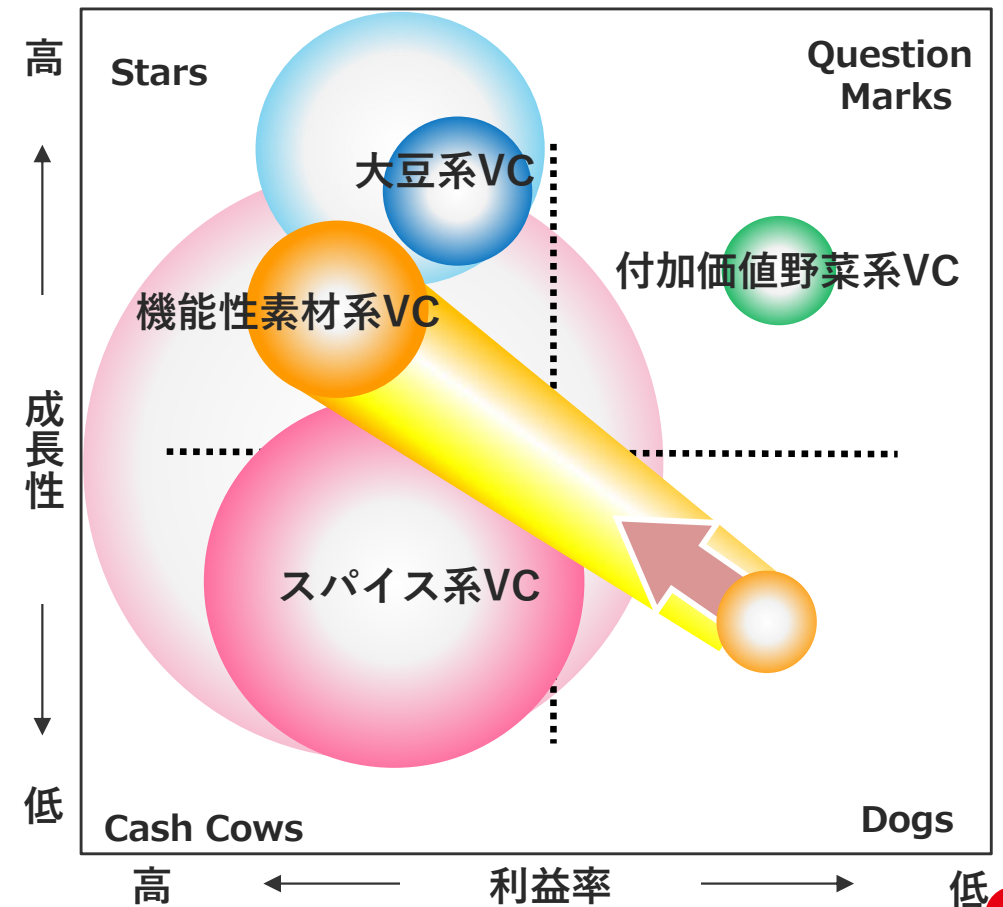 高
Stars
Question
Marks
大豆系VC
付加価値野菜系VC
機能性素材系VC
成長性
スパイス系VC
低
Cash Cows
Dogs
高
利益率
低